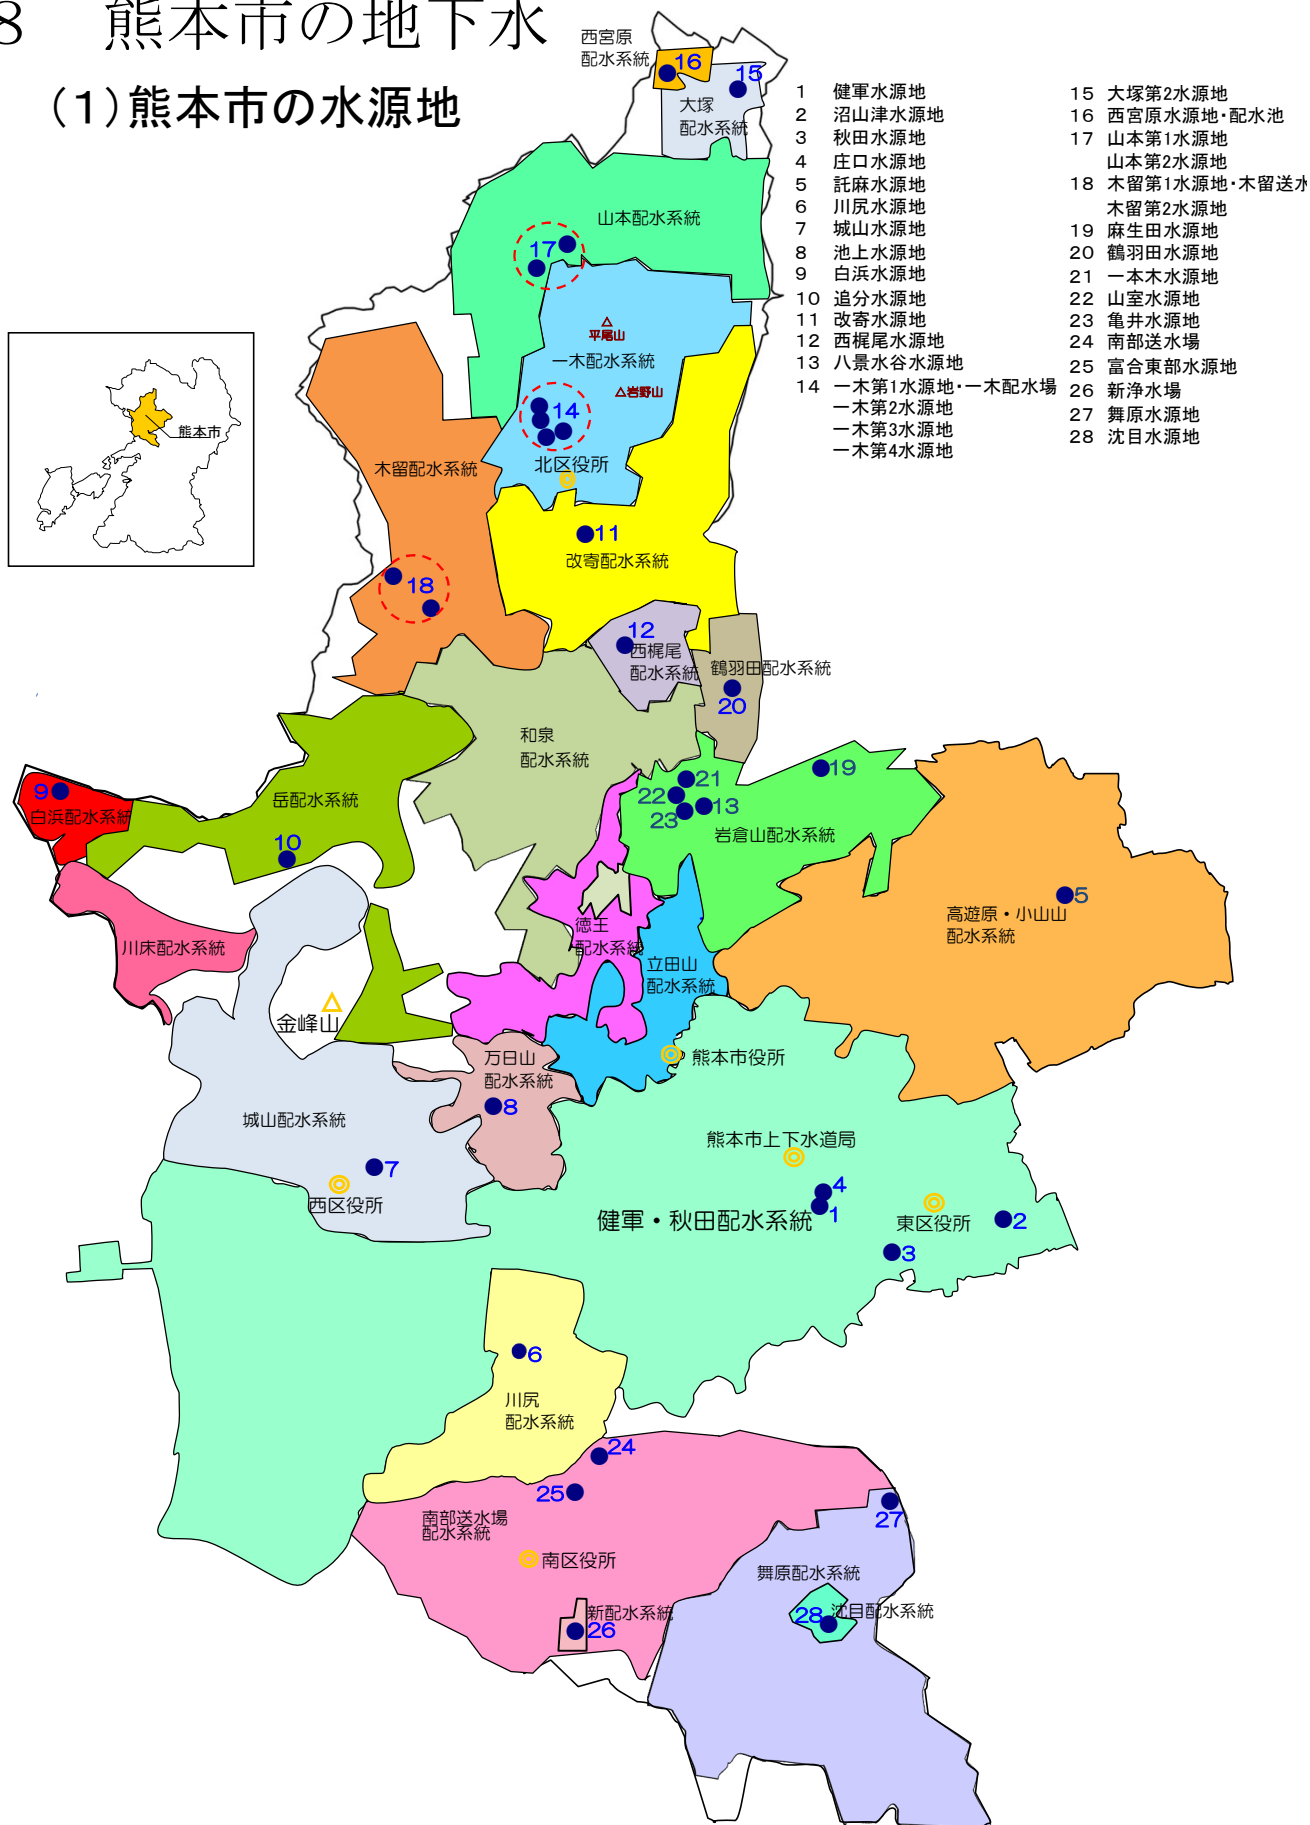 8 熊本市の地下水
(1)熊本市の水源地
1 健軍水源地
2 沼山津水源地
3 秋田水源地
4 庄口水源地
5 託麻水源地
6 川尻水源地
7 城山水源地
8 池上水源地
9 白浜水源地
10 追分水源地
11 改寄水源地
12 西梶尾水源地
13 八景水谷水源地
14 一木第1水源地・一木配水場
一木第2水源地
一木第3水源地
一木第4水源地
15 大塚第2水源地
16 西宮原水源地・配水池
17 山本第1水源地
山本第2水源地
18 木留第1水源地・木留送水
木留第2水源地
19 麻生田水源地
20 鶴羽田水源地
21 一本木水源地
22 山室水源地
23 亀井水源地
24 南部送水場
25 富合東部水源地
26 新浄水場
27 舞原水源地
28 沈目水源地
熊本市
西宮原
配水系統
16
15
大塚
配水系統
山本配水系統
17
△
平尾山
一木配水系統
△岩野山
14
北区役所
木留配水系統
18
11
改寄配水系統
12
西梶尾
配水系統
鶴羽田配水系統
20
和泉
配水系統
岳配水系統
10
9
白浜配水系統
川床配水系統
金峰山
21
22
23
13
19
岩倉山配水系統
5
高遊原・小山山
配水系統
徳王
配水系統
立田山
配水系統
熊本市役所
万日山
配水系統
8
城山配水系統
7
西区役所
熊本市上下水道局
4
1
健軍・秋田配水系統
東区役所
2
3
6
川尻
配水系統
24
25
南部送水場
配水系統
南区役所
新配水系統
26
27
舞原配水系統
28
沈目配水系統